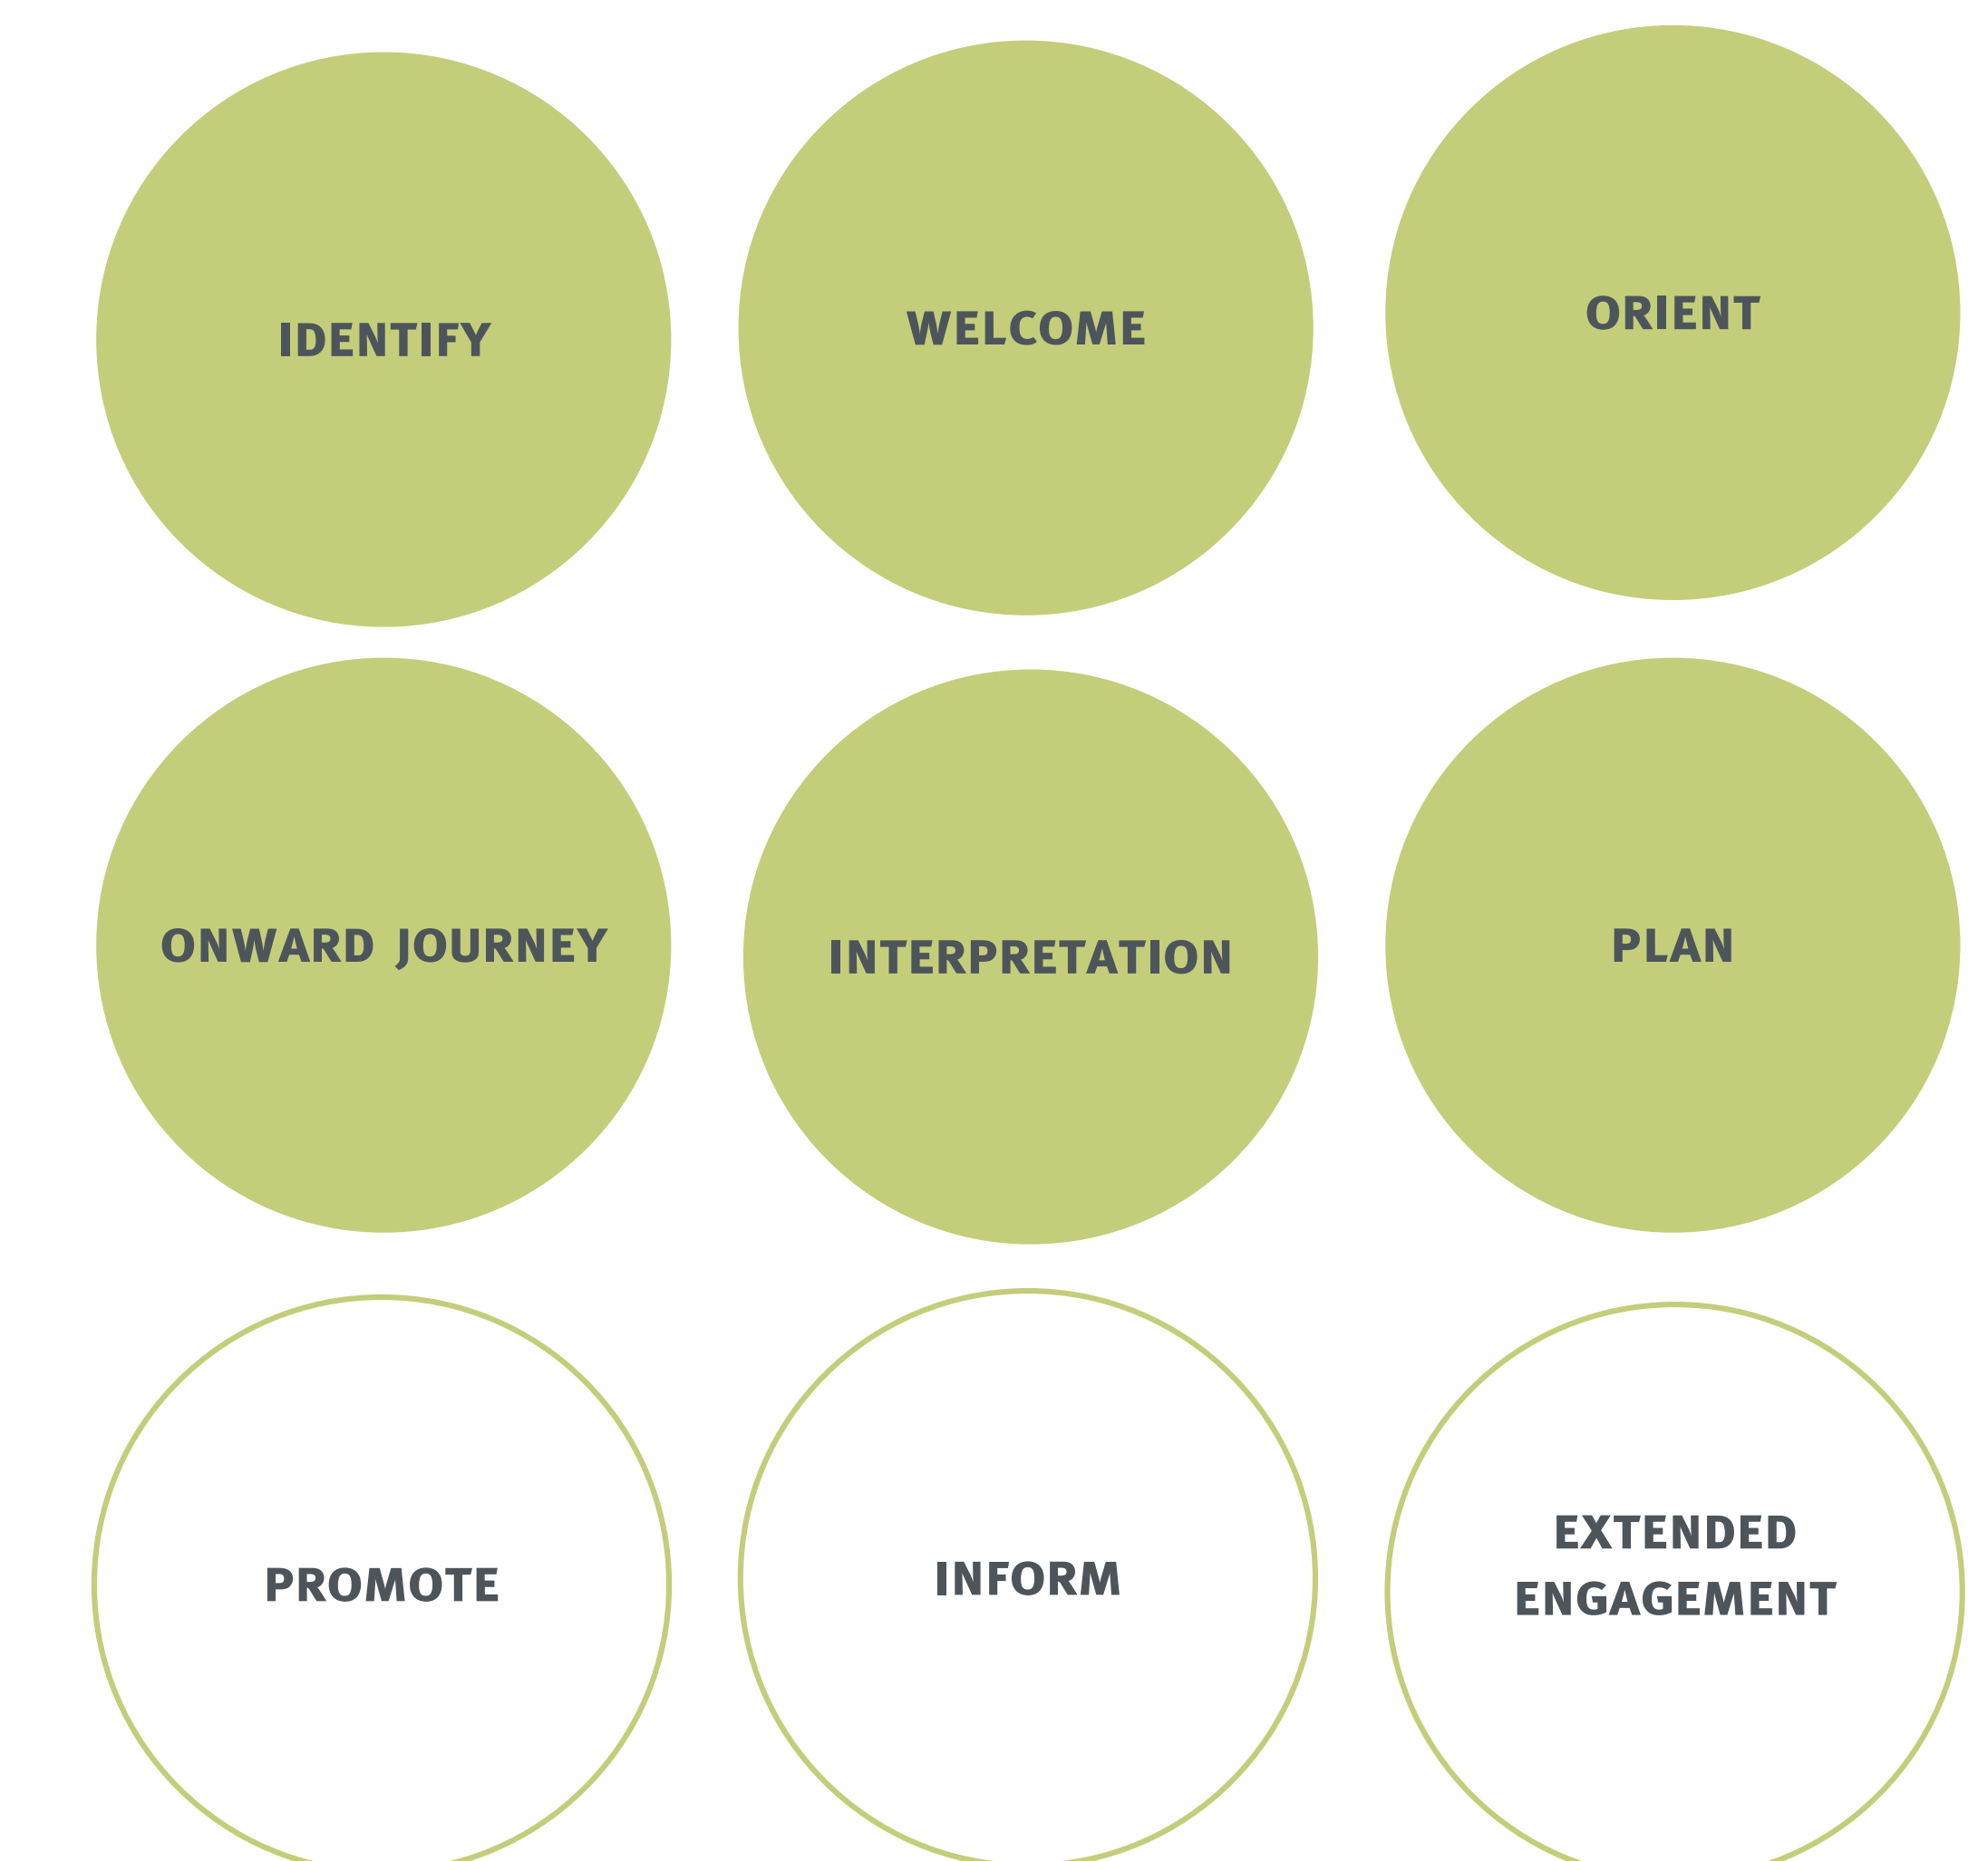 IDENTIFY
WELCOME
ORIENT
ONWARD JOURNEY
INTERPRETATION
PLAN
PROMOTE
INFORM
EXTENDED
ENGAGEMENT